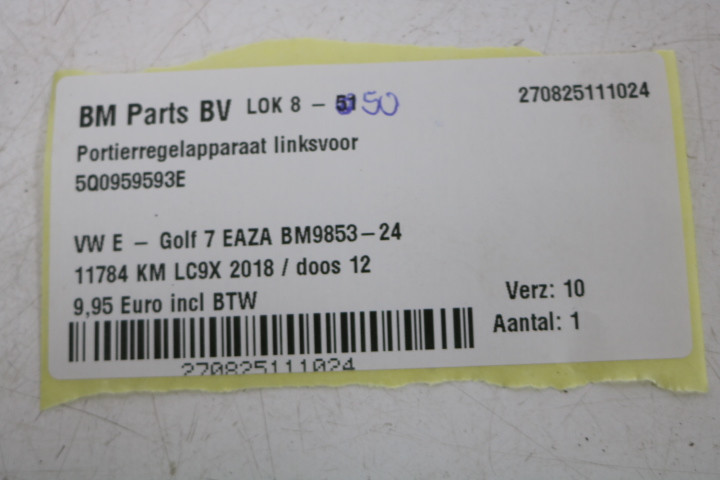 BM Parts BV LOK 8 - 51 50 270825111024
Portierregelapparaat linksvoor
5Q0959593E
VW E - Golf 7 EAZA BM9853-24
11784 KM LC9X 2018 / doos 12
9,95 Euro incl BTW Verz: 10
Aantal: 1
270825111024